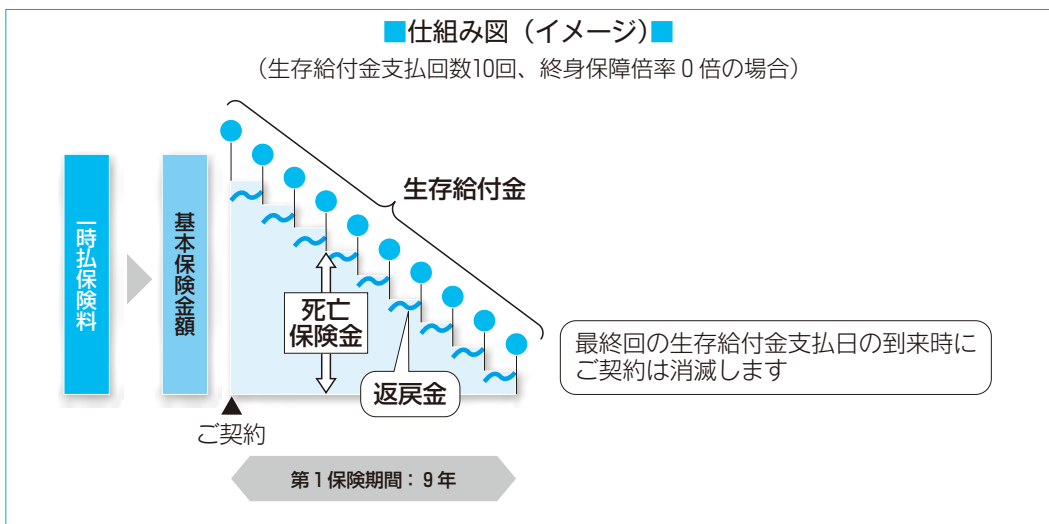 ■仕組み図（イメージ）■
（生存給付金支払回数10回、終身保障倍率０倍の場合）
生存給付金
一時払保険料
基本保険金額
死亡
保険金
返戻金
最終回の生存給付金支払日の到来時に
ご契約は消滅します
ご契約
第１保険期間：９年